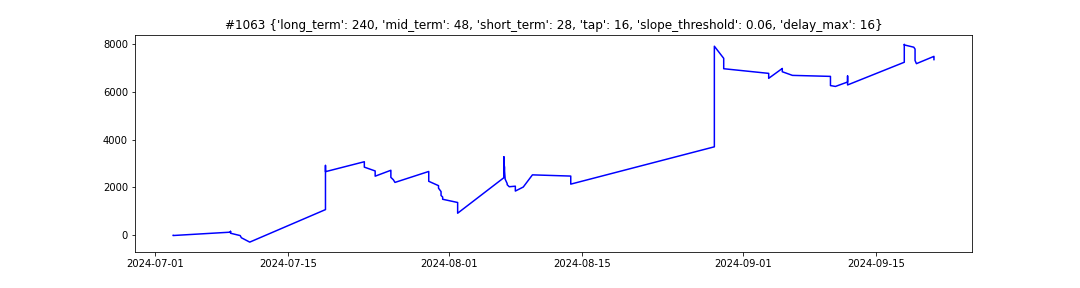 #1063 {'long_term': 240, 'mid_term': 48, 'short_term': 28, 'tap': 16, 'slope_threshold': 0.06, 'delay_max': 16}
8000
6000
4000
2000
0
2024-07-01 2024-07-15 2024-08-01 2024-08-15 2024-09-01 2024-09-15